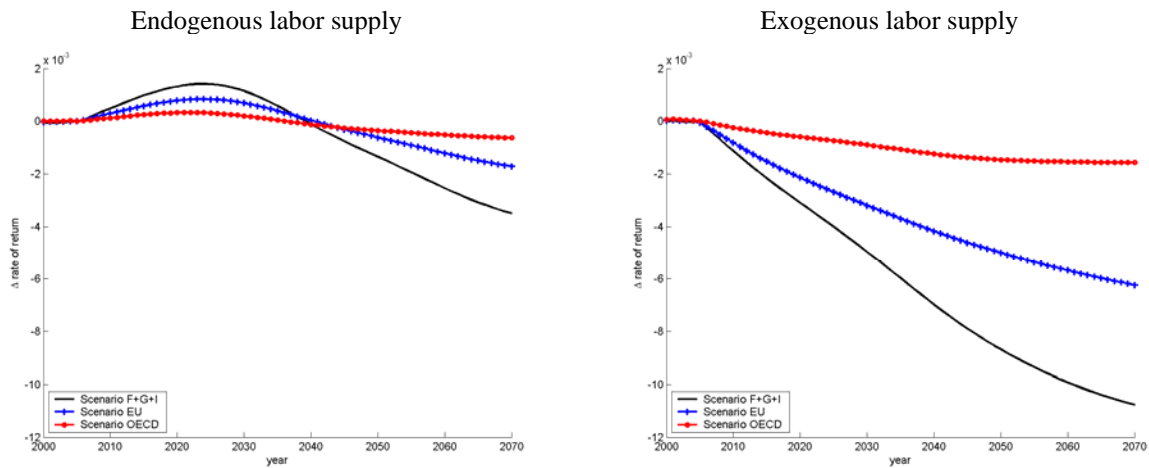 Endogenous labor supply
x 10^-3
2
0
-2
-4
-6
-8
-10
-12
Δ rate of return
Scenario F+G+I
Scenario EU
Scenario OECD
2000 2010 2020 2030 2040 2050 2060 2070
year
Exogenous labor supply
x 10^-3
2
0
-2
-4
-6
-8
-10
-12
Δ rate of return
Scenario F+G+I
Scenario EU
Scenario OECD
2000 2010 2020 2030 2040 2050 2060 2070
year